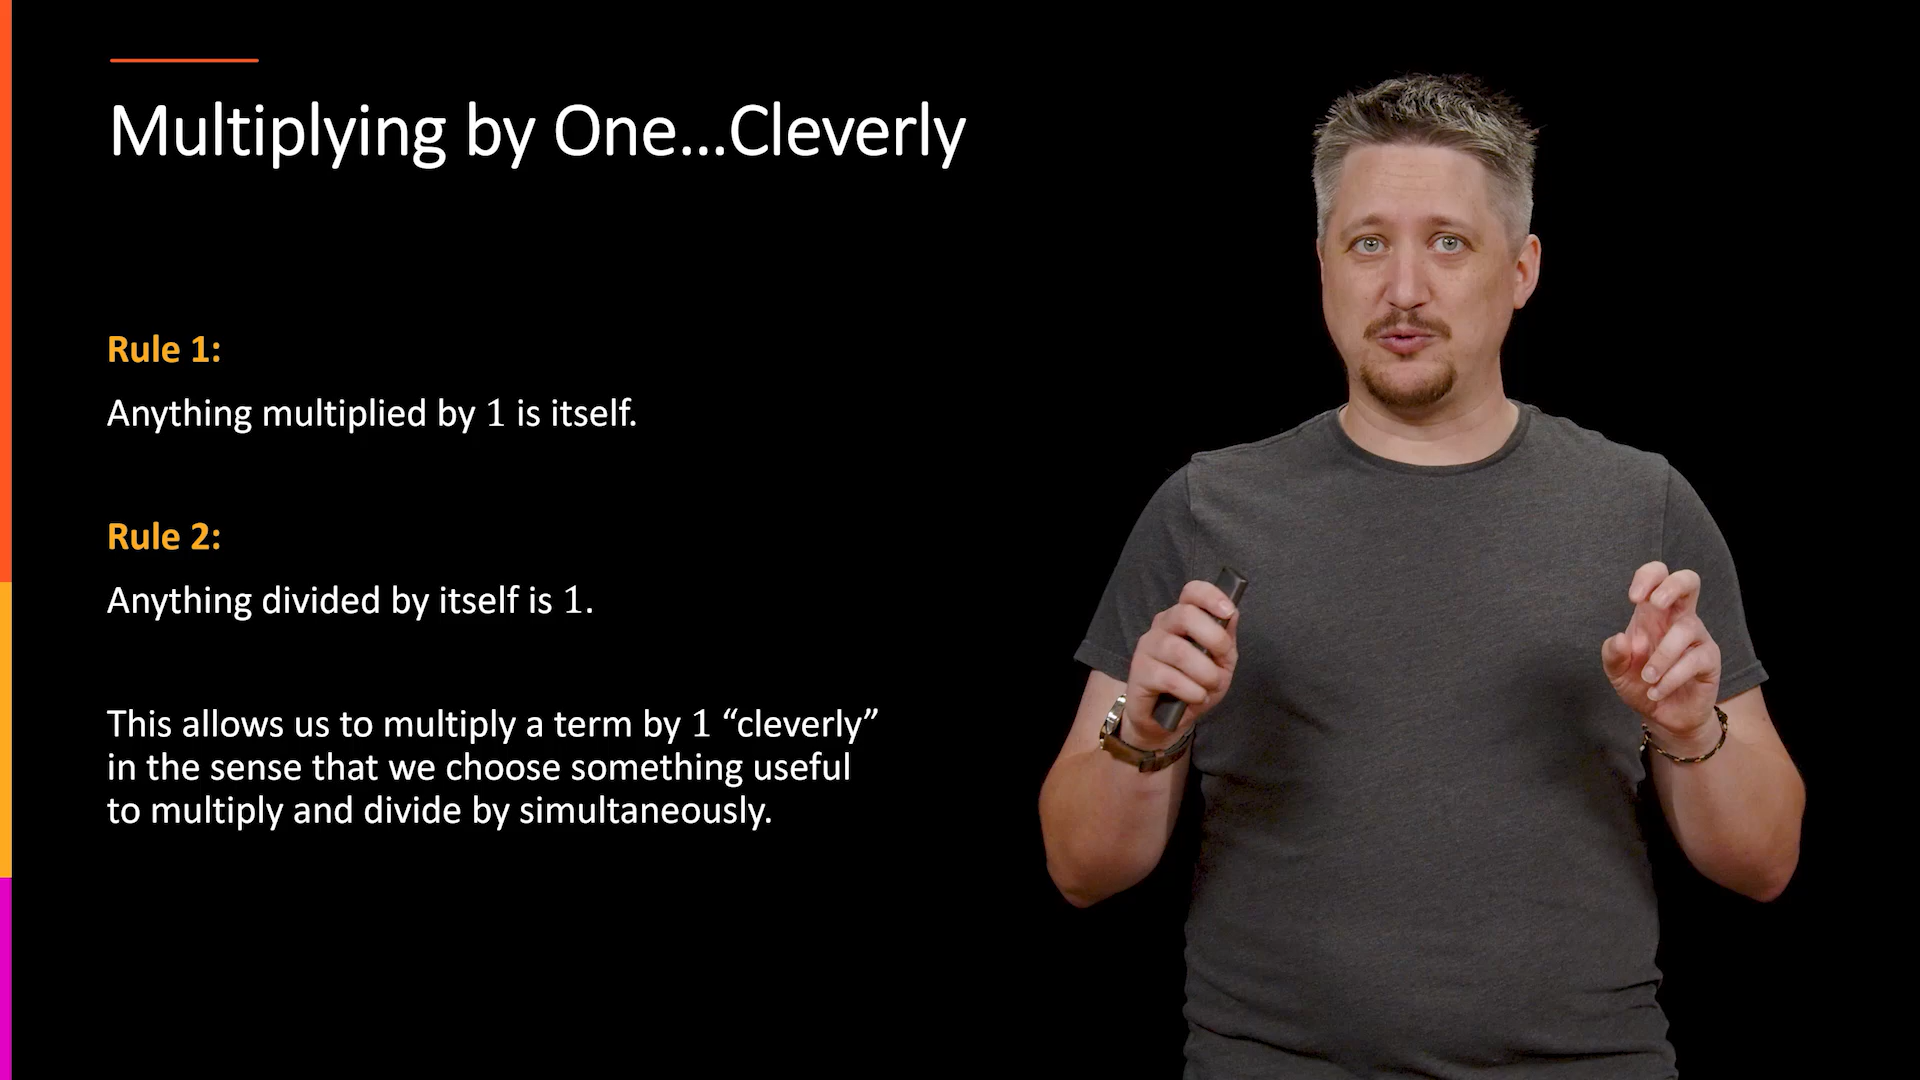 Multiplying by One...Cleverly
Rule 1:
Anything multiplied by 1 is itself.
Rule 2:
Anything divided by itself is 1.
This allows us to multiply a term by 1 “cleverly”
in the sense that we choose something useful
to multiply and divide by simultaneously.